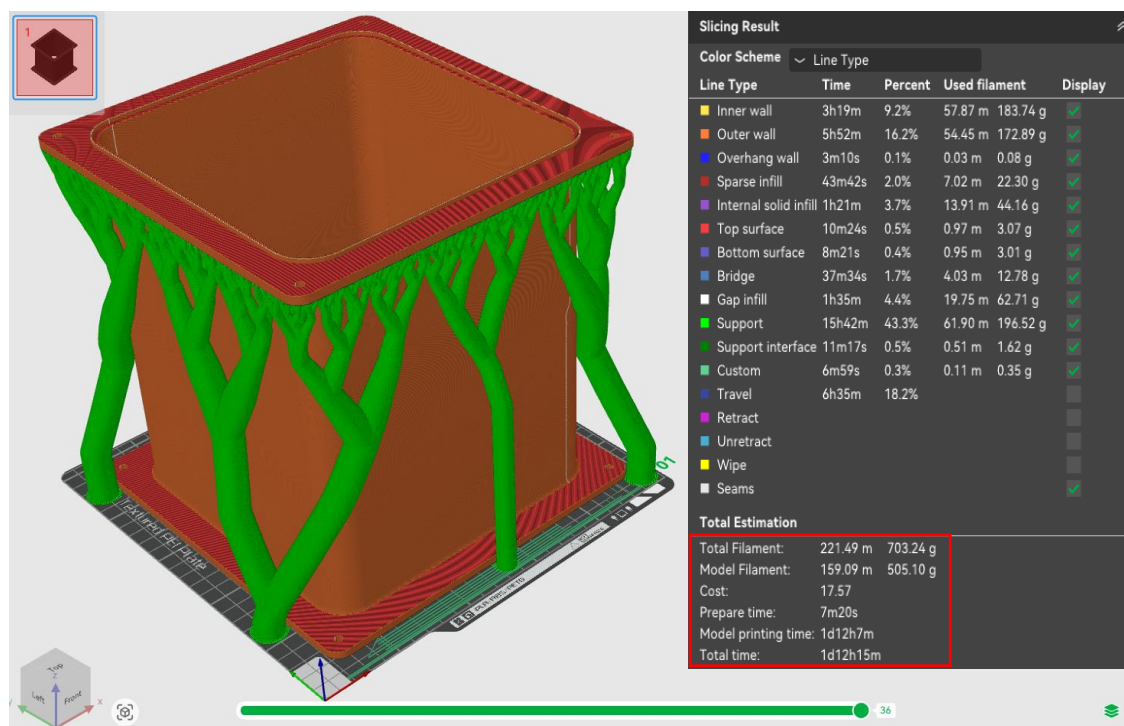 1
Slicing Result
Color Scheme Line Type
Line Type Time Percent Used filament Display
Inner wall 3h19m 9.2% 57.87 m 183.74 g
Outer wall 5h52m 16.2% 54.45 m 172.89 g
Overhang wall 3m10s 0.1% 0.03 m 0.08 g
Sparse infill 43m42s 2.0% 7.02 m 22.30 g
Internal solid infill 1h21m 3.7% 13.91 m 44.16 g
Top surface 10m24s 0.5% 0.97 m 3.07 g
Bottom surface 8m21s 0.4% 0.95 m 3.01 g
Bridge 37m34s 1.7% 4.03 m 12.78 g
Gap infill 1h35m 4.4% 19.75 m 62.71 g
Support 15h42m 43.3% 61.90 m 196.52 g
Support interface 11m17s 0.5% 0.51 m 1.62 g
Custom 6m59s 0.3% 0.11 m 0.35 g
Travel 6h35m 18.2%
Retract
Unretract
Wipe
Seams
Total Estimation
Total Filament: 221.49 m 703.24 g
Model Filament: 159.09 m 505.10 g
Cost: 17.57
Prepare time: 7m20s
Model printing time: 1d12h7m
Total time: 1d12h15m
01
Textured PEI Plate
PLA/ABS/PETG
Top
Left
Front
z
y
x
36